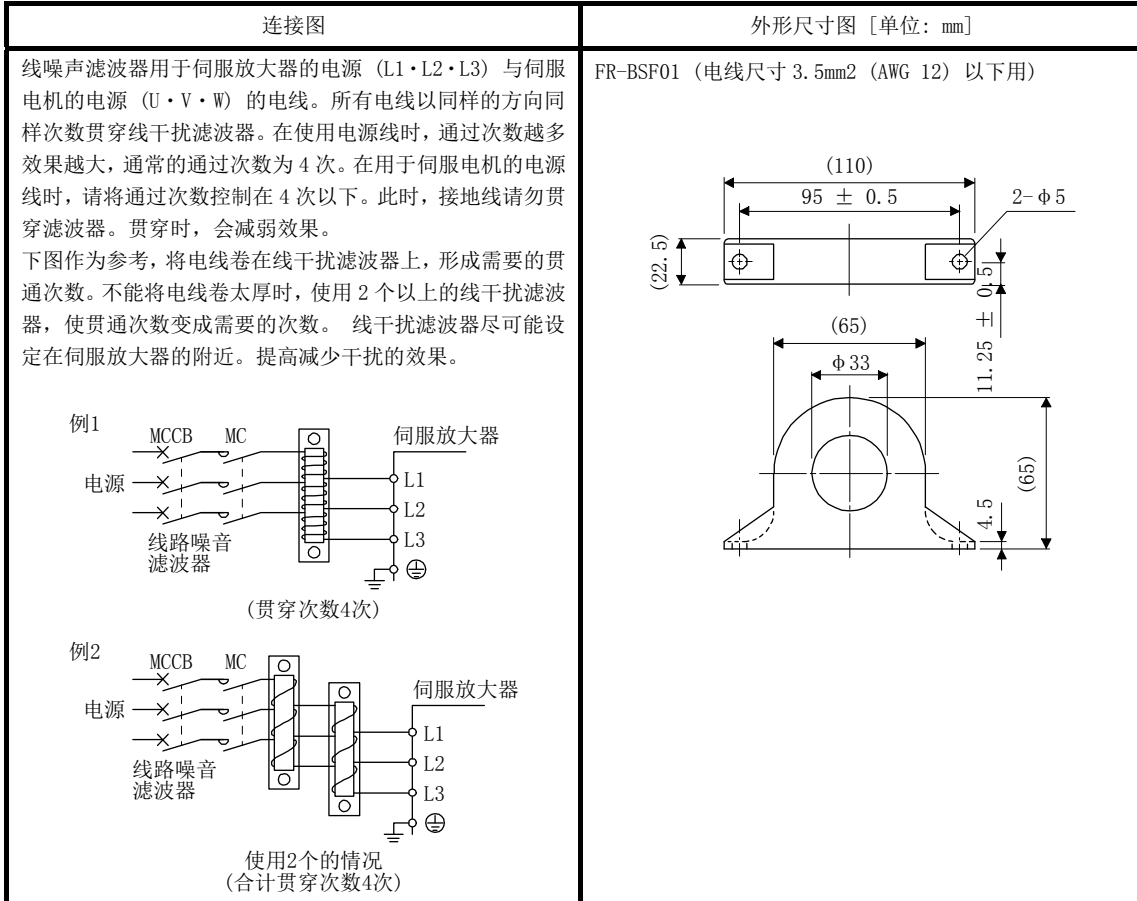 连接图
外形尺寸图 [单位: mm]
线噪声滤波器用于伺服放大器的电源 (L1・L2・L3) 与伺服
电机的电源 (U・V・W) 的电线。所有电线以同样的方向同
样次数贯穿线干扰滤波器。在使用电源线时，通过次数越多
效果越大，通常的通过次数为 4 次。在用于伺服电机的电源
线时，请将通过次数控制在 4 次以下。此时，接地线请勿贯
穿滤波器。贯穿时，会减弱效果。
下图作为参考，将电线卷在线干扰滤波器上，形成需要的贯
通次数。不能将电线卷太厚时，使用 2 个以上的线干扰滤波
器，使贯通次数变成需要的次数。 线干扰滤波器尽可能设
定在伺服放大器的附近。提高减少干扰的效果。
例1
MCCB MC
伺服放大器
电源
L1
L2
L3
线路噪音
滤波器
(贯穿次数4次)
例2
MCCB MC
伺服放大器
电源
L1
L2
L3
线路噪音
滤波器
使用2个的情况
(合计贯穿次数4次)
FR-BSF01 (电线尺寸 3.5mm2 (AWG 12) 以下用)
(110)
95 ± 0.5
2-φ5
(22.5)
11.25 ± 0.5
(65)
φ33
(65)
4.5